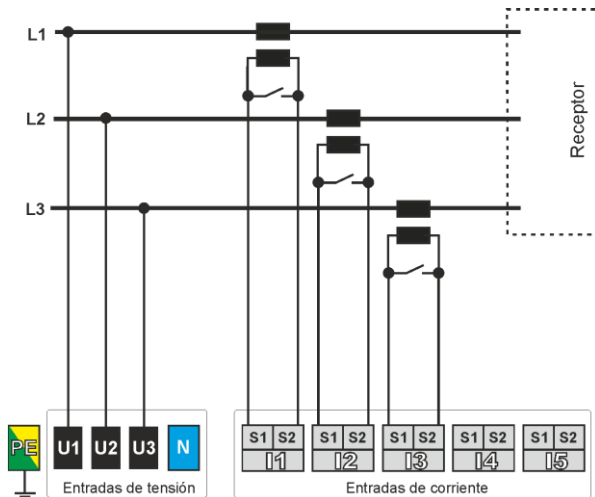 L1
Receptor
L2
L3
PE U1 U2 U3 N
S1 S2 S1 S2 S1 S2 S1 S2 S1 S2
I1 I2 I3 I4 I5
Entradas de tensión
Entradas de corriente